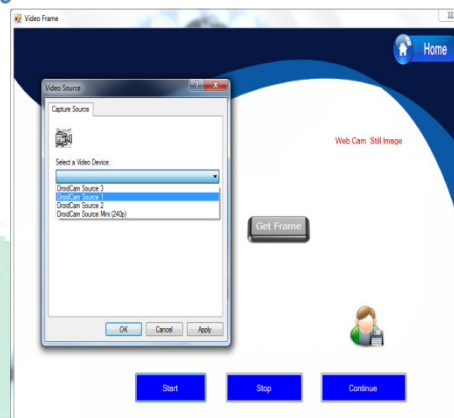 Video Frame
Home
Video Source
Capture Source
Select a Video Device:
DroidCam Source 3
DroidCam Source 1
DroidCam Source 2
DroidCam Source Mini (240p)
OK Cancel Apply
Web Cam Still Image
Get Frame
Start Stop Continue